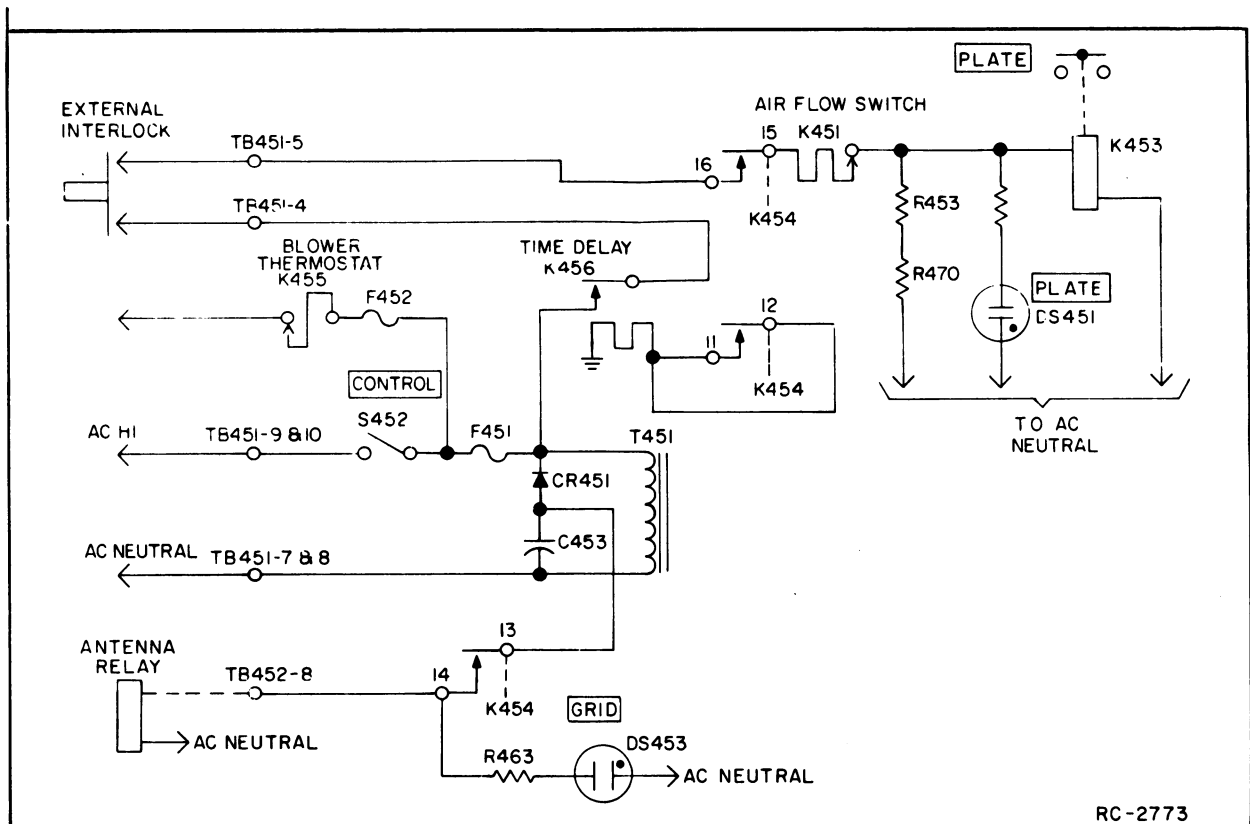 PLATE
EXTERNAL
INTERLOCK
AIR FLOW SWITCH
TB451-5
15
K451
K453
16
K454
R453
TB451-4
BLOWER
THERMOSTAT
K455
F452
TIME DELAY
K456
R470
PLATE
DS451
12
11
K454
CONTROL
S452
AC HI
TB451-9 & 10
F451
T451
TO AC
NEUTRAL
CR451
C453
AC NEUTRAL
TB451-7 & 8
13
ANTENNA
RELAY
TB452-8
14
K454
GRID
AC NEUTRAL
R463
DS453
AC NEUTRAL
RC-2773